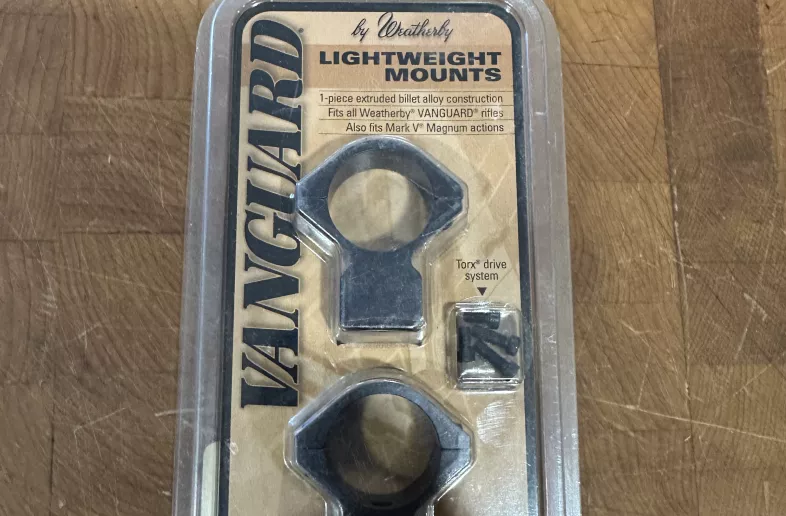 VANGUARD®
by Weatherby
LIGHTWEIGHT
MOUNTS
1-piece extruded billet alloy construction
Fits all Weatherby® VANGUARD® rifles
Also fits Mark V® Magnum actions
Torx® drive
system